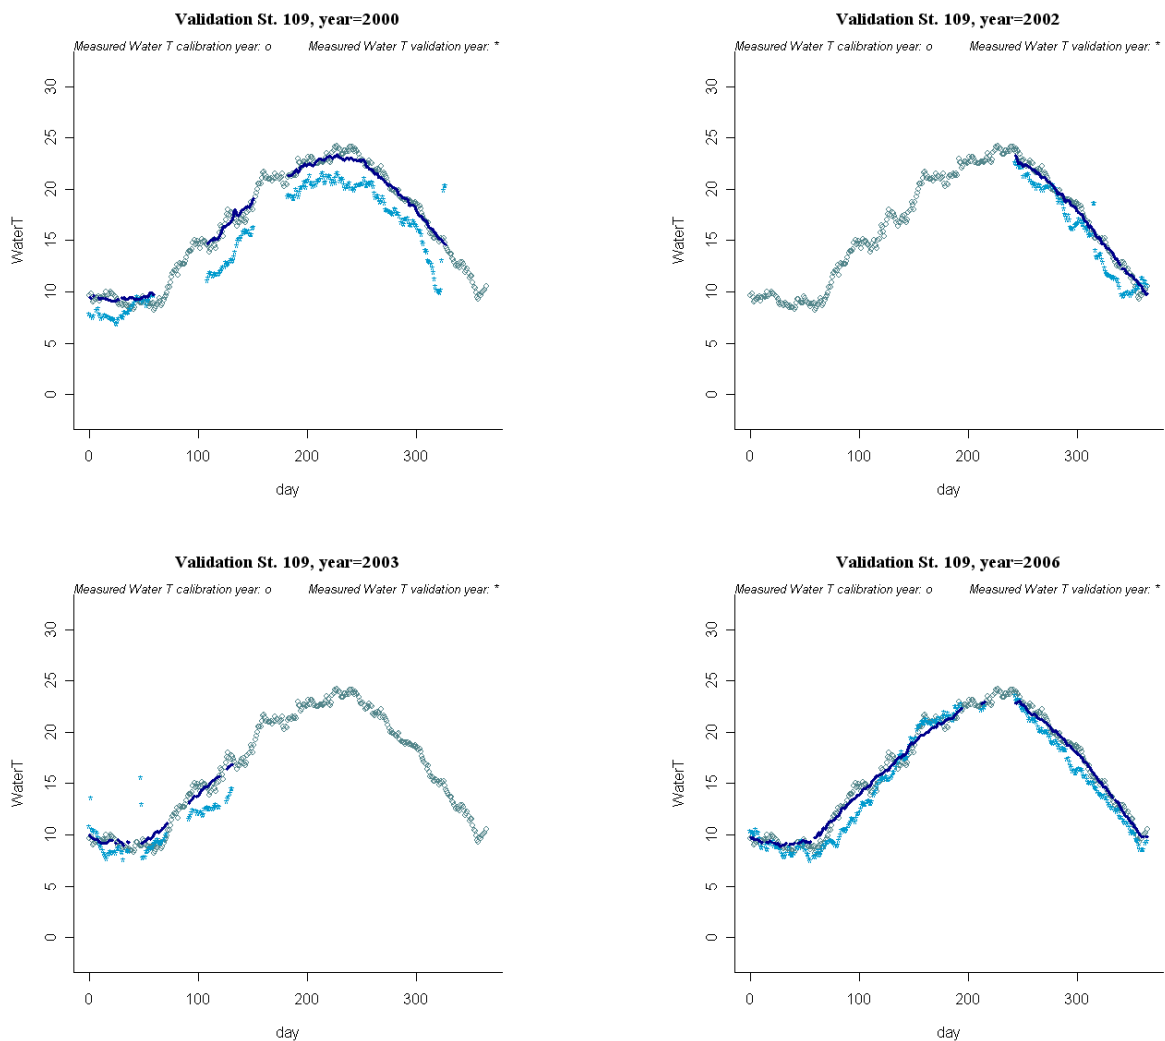 Validation St. 109, year=2000
Measured Water T calibration year: o Measured Water T validation year: *
WaterT
30
25
20
15
10
5
0
0 100 200 300
day
Validation St. 109, year=2002
Measured Water T calibration year: o Measured Water T validation year: *
WaterT
30
25
20
15
10
5
0
0 100 200 300
day
Validation St. 109, year=2003
Measured Water T calibration year: o Measured Water T validation year: *
WaterT
30
25
20
15
10
5
0
0 100 200 300
day
Validation St. 109, year=2006
Measured Water T calibration year: o Measured Water T validation year: *
WaterT
30
25
20
15
10
5
0
0 100 200 300
day